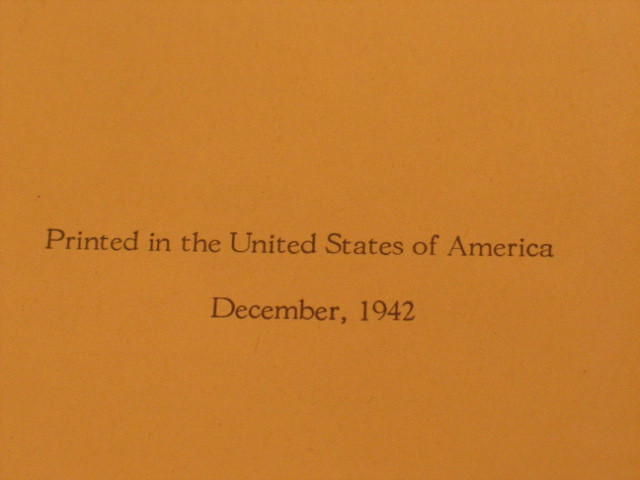 Printed in the United States of America
December, 1942